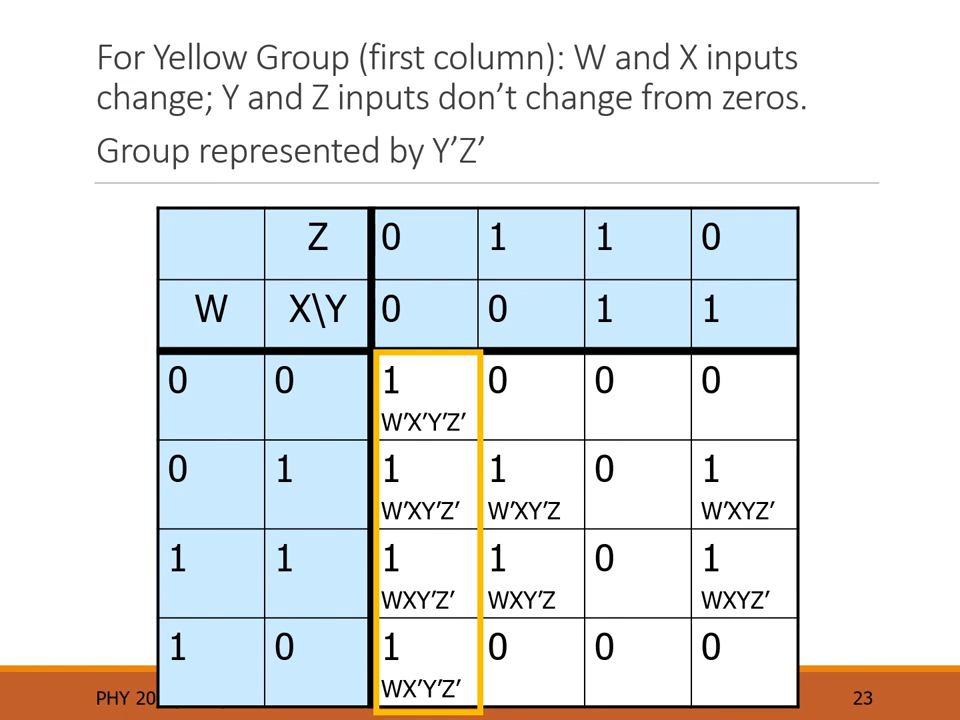 For Yellow Group (first column): W and X inputs
change; Y and Z inputs don’t change from zeros.
Group represented by Y’Z’
Z 0 1 1 0
W X\Y 0 0 1 1
0 0 1 0 0 0
W’X’Y’Z’
0 1 1 1 0 1
W’XY’Z’ W’XY’Z W’XYZ’
1 1 1 1 0 1
WXY’Z’ WXY’Z WXYZ’
1 0 1 0 0 0
WX’Y’Z’
PHY 20 23